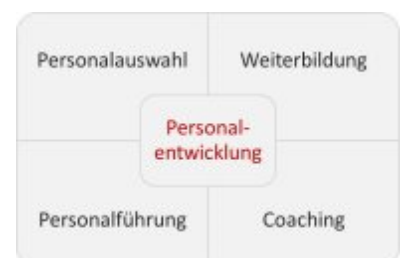 Personalauswahl
Weiterbildung
Personal-
entwicklung
Personalführung
Coaching